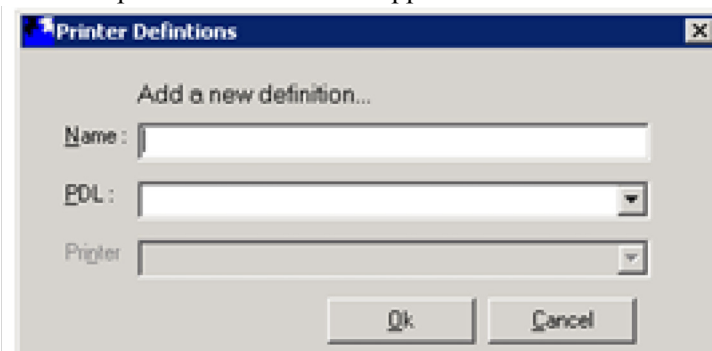 Printer Defintions
Add a new definition...
Name :
PDL :
Printer
Ok
Cancel